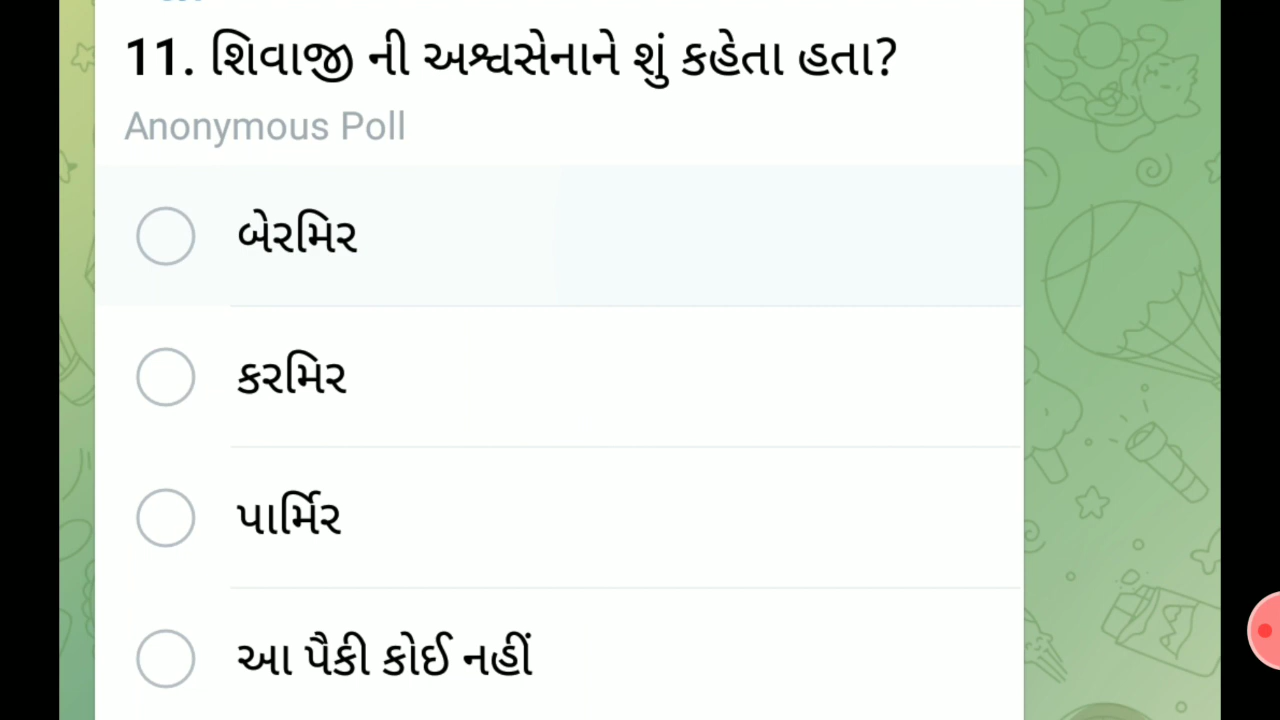 11. શિવાજી ની અશ્વસેનાને શું કહેતા હતા?
Anonymous Poll
બેરમિર
કરમિર
પાર્મિર
આ પૈકી કોઈ નહીં